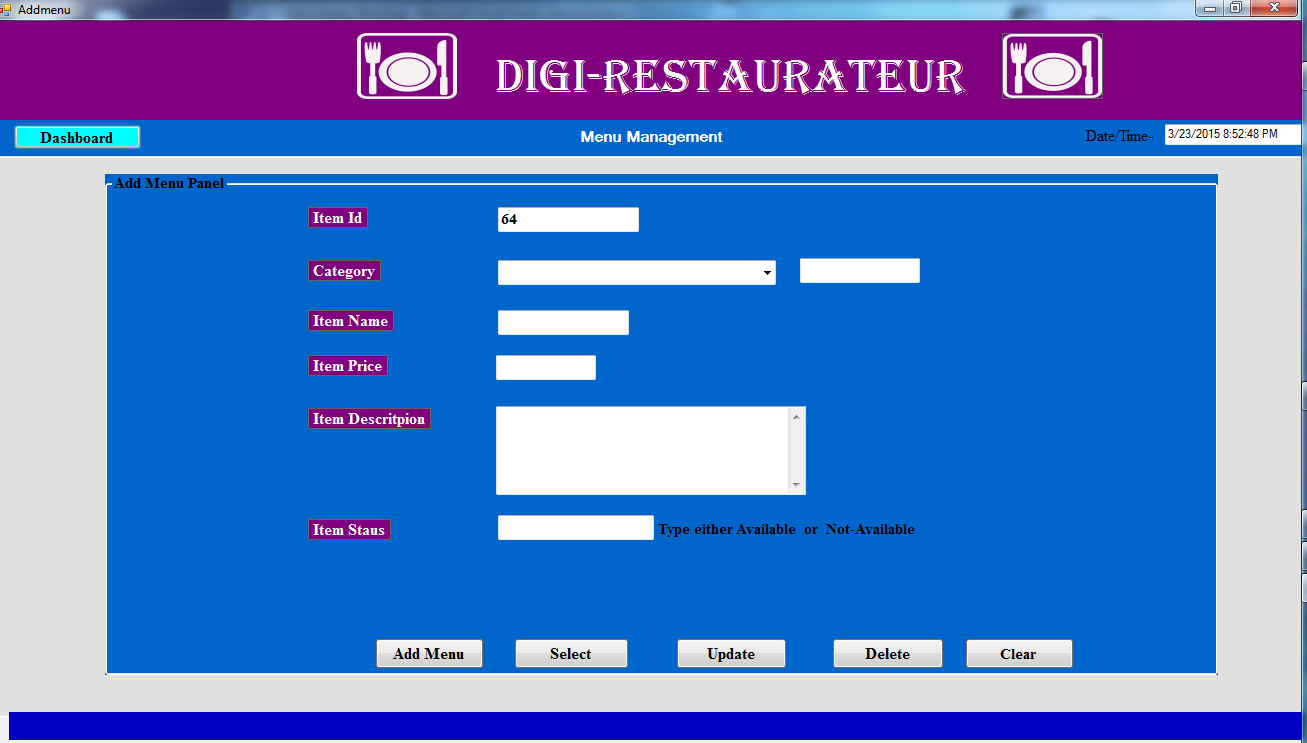 Addmenu
DIGI-RESTAURATEUR
Dashboard
Menu Management
Date/Time-
3/23/2015 8:52:48 PM
Add Menu Panel
Item Id
64
Category
Item Name
Item Price
Item Descritpion
Item Staus
Type either Available or Not-Available
Add Menu
Select
Update
Delete
Clear